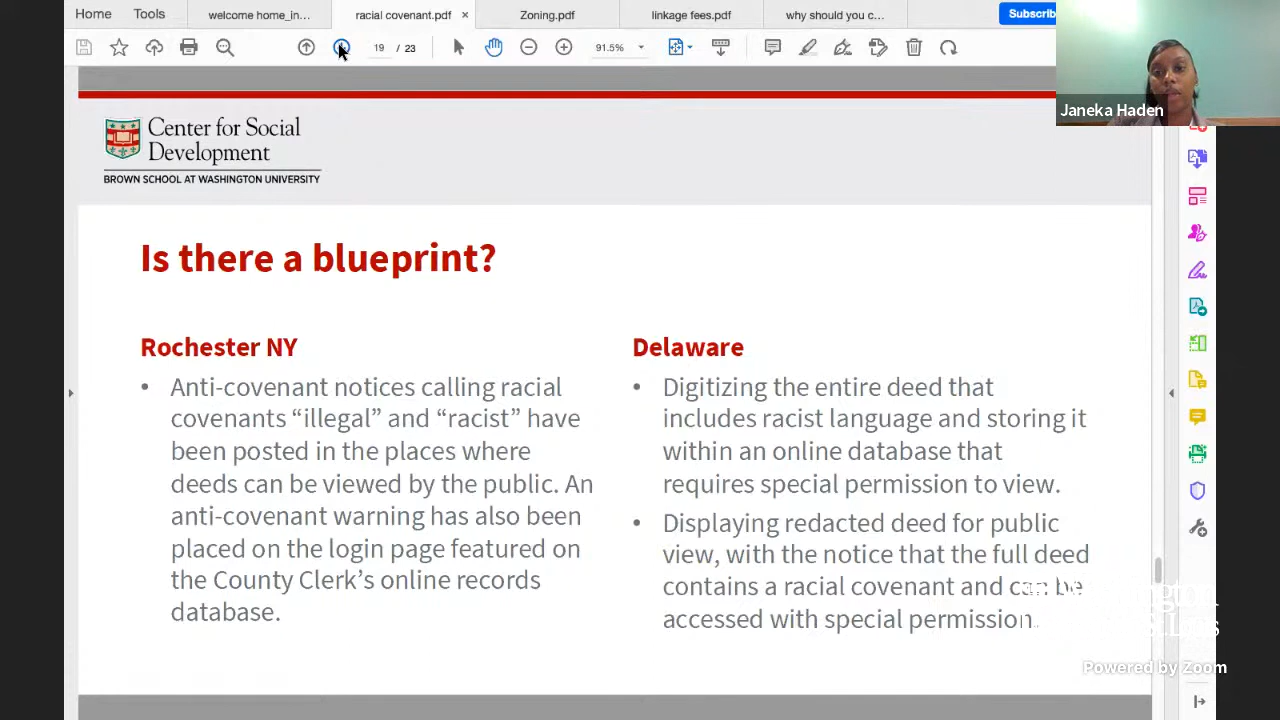 Home Tools welcome home_in... racial covenant.pdf × Zoning.pdf linkage fees.pdf why should you c... Subscrib
19 / 23 91.5%
Janeka Haden
Center for Social
Development
BROWN SCHOOL AT WASHINGTON UNIVERSITY
Is there a blueprint?
Rochester NY
• Anti-covenant notices calling racial
covenants “illegal” and “racist” have
been posted in the places where
deeds can be viewed by the public. An
anti-covenant warning has also been
placed on the login page featured on
the County Clerk’s online records
database.
Delaware
• Digitizing the entire deed that
includes racist language and storing it
within an online database that
requires special permission to view.
• Displaying redacted deed for public
view, with the notice that the full deed
contains a racial covenant and can be
accessed with special permission.
Powered by Zoom